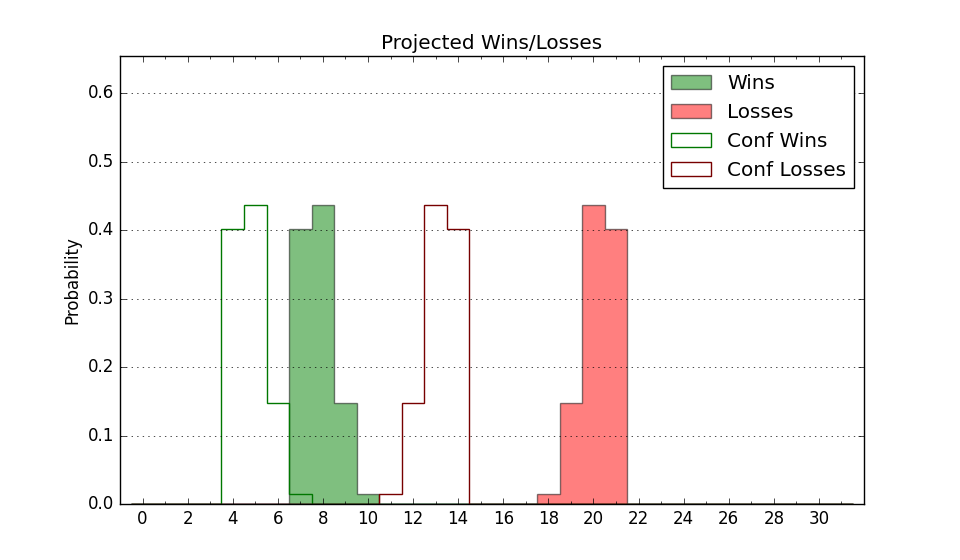 Projected Wins/Losses
Wins
Losses
Conf Wins
Conf Losses
Probability
0.6
0.5
0.4
0.3
0.2
0.1
0.0
0 2 4 6 8 10 12 14 16 18 20 22 24 26 28 30